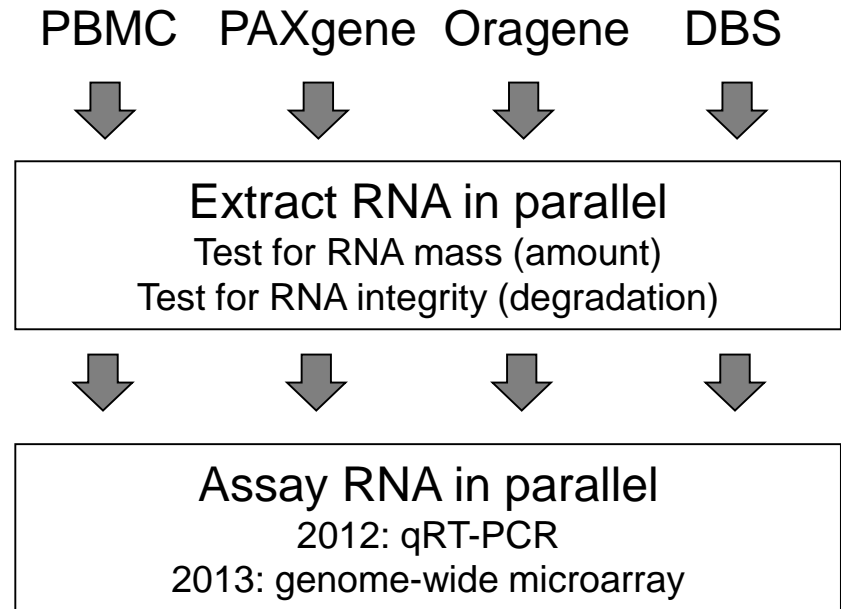 PBMC PAXgene Oragene DBS
Extract RNA in parallel
Test for RNA mass (amount)
Test for RNA integrity (degradation)
Assay RNA in parallel
2012: qRT-PCR
2013: genome-wide microarray